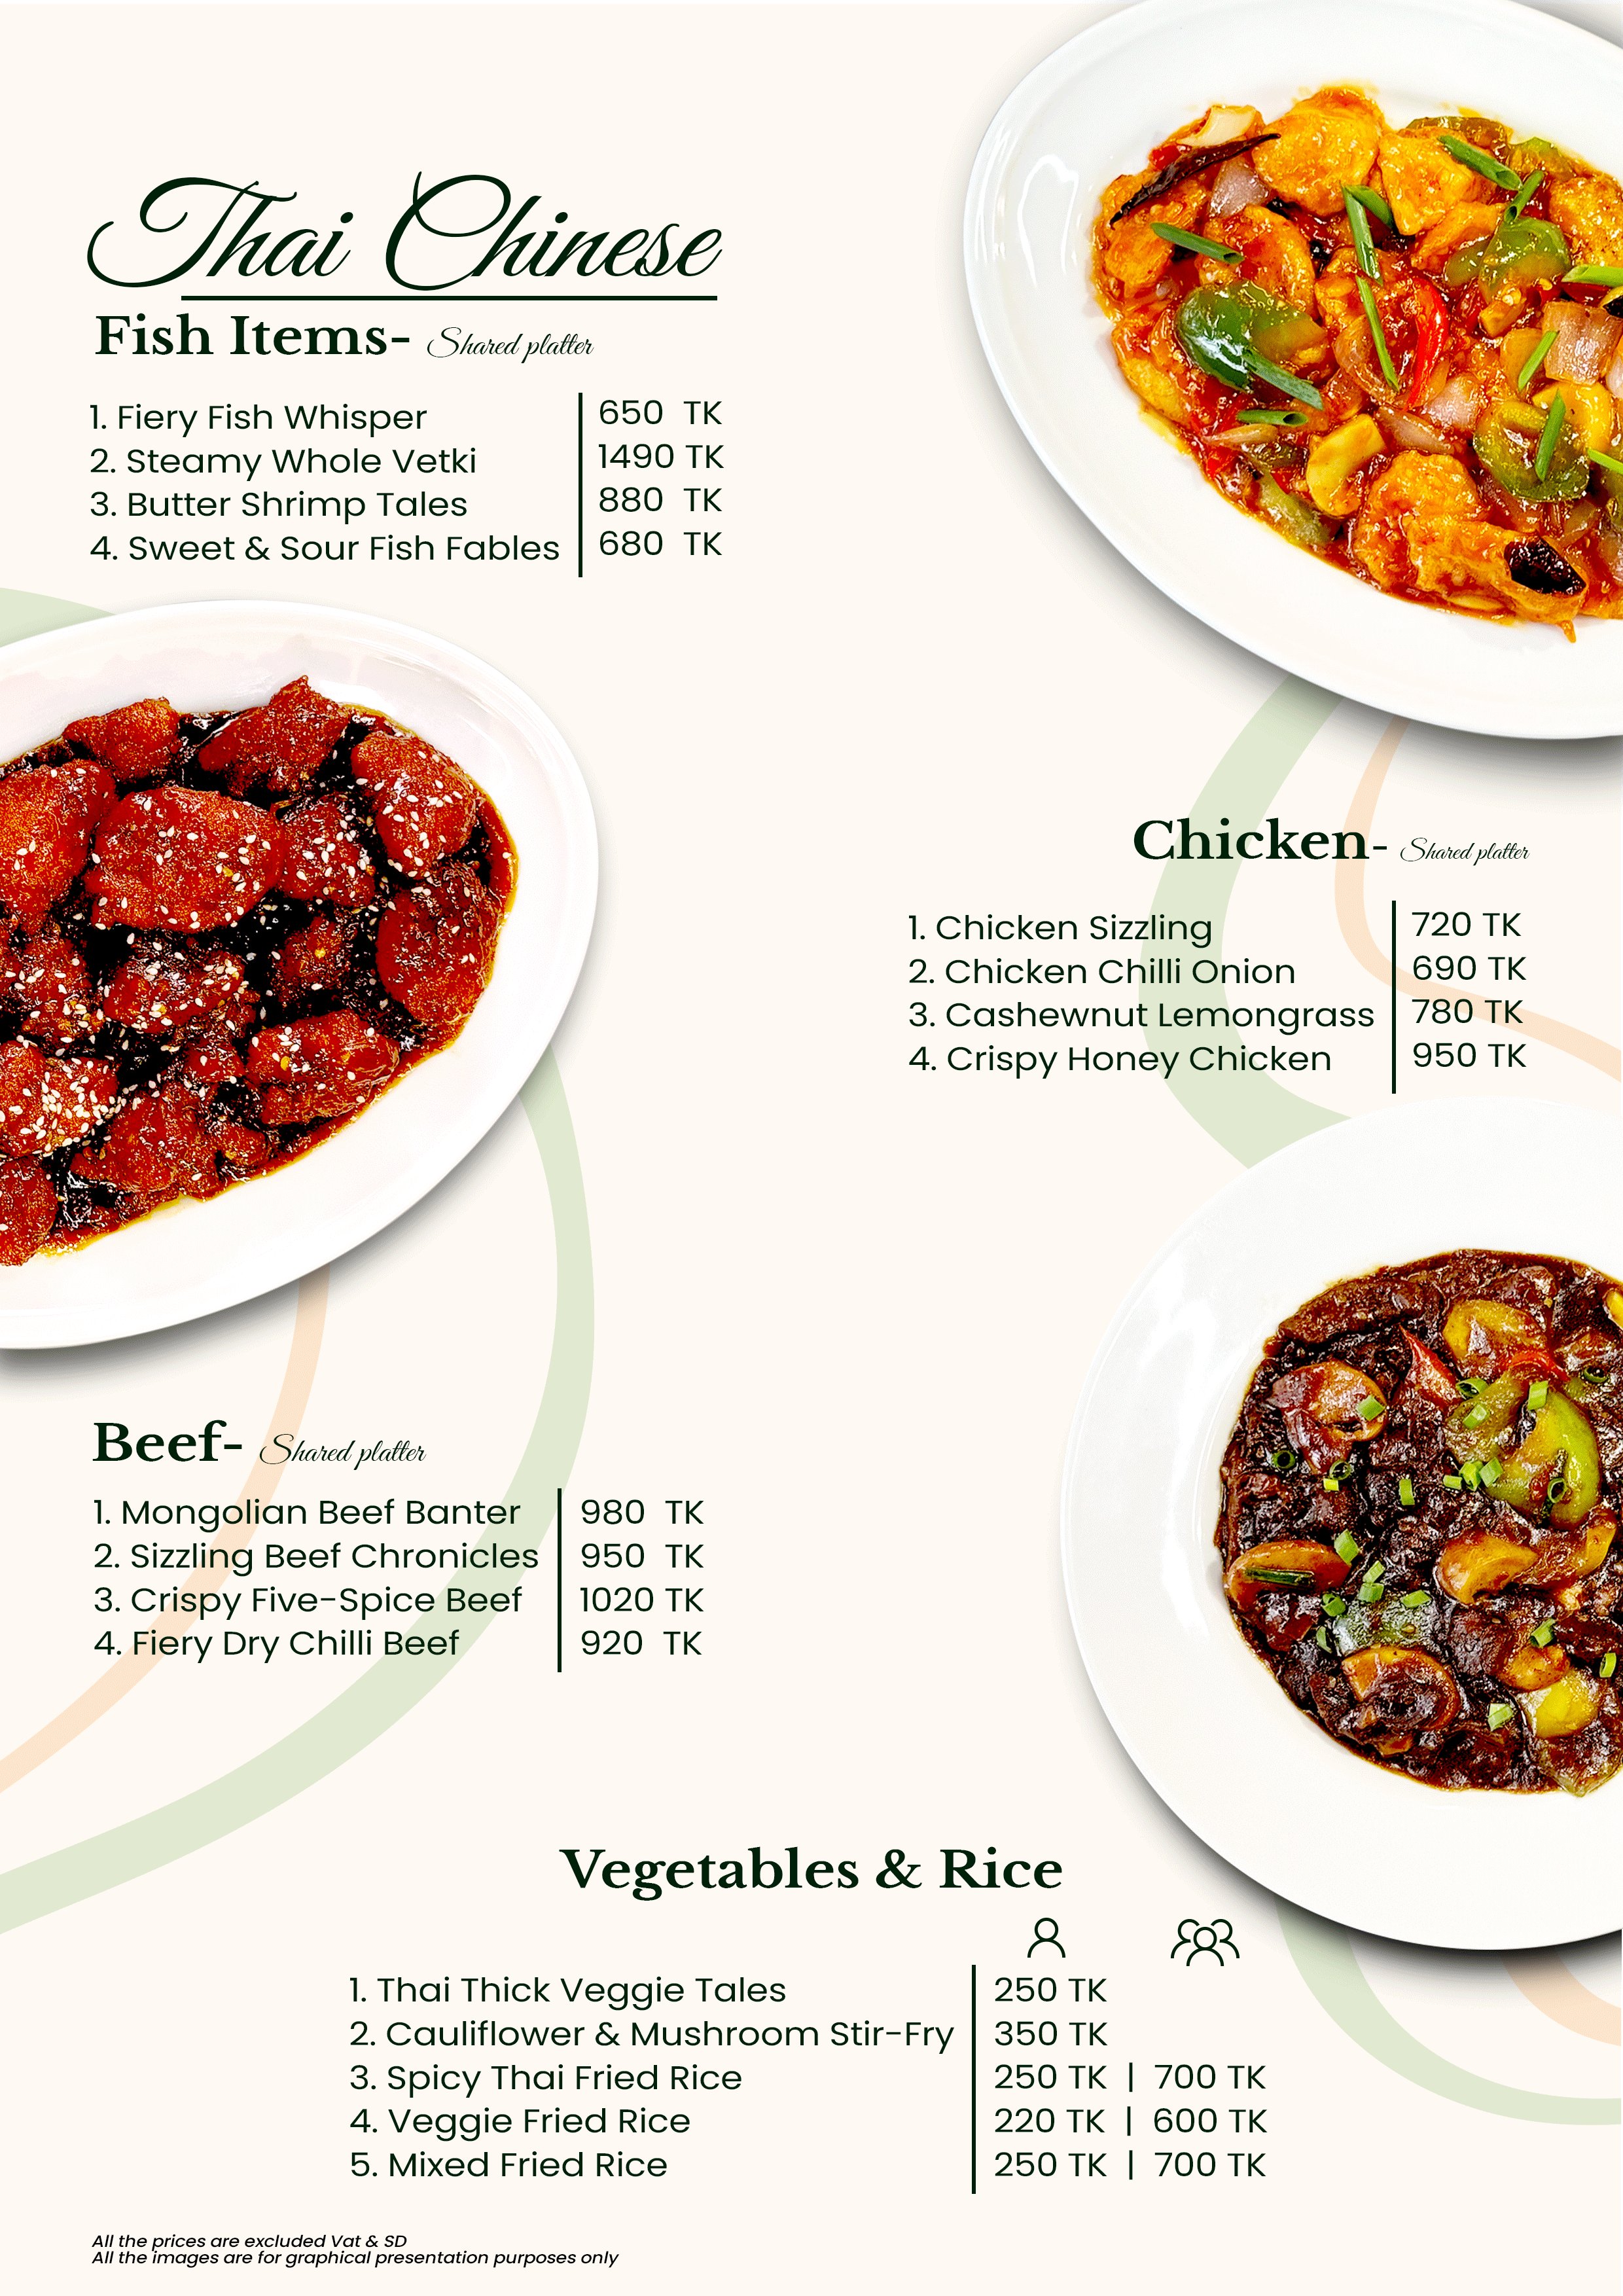 Thai Chinese
Fish Items- Shared platter
1. Fiery Fish Whisper 650 TK
2. Steamy Whole Vetki 1490 TK
3. Butter Shrimp Tales 880 TK
4. Sweet & Sour Fish Fables 680 TK
Chicken- Shared platter
1. Chicken Sizzling 720 TK
2. Chicken Chilli Onion 690 TK
3. Cashewnut Lemongrass 780 TK
4. Crispy Honey Chicken 950 TK
Beef- Shared platter
1. Mongolian Beef Banter 980 TK
2. Sizzling Beef Chronicles 950 TK
3. Crispy Five-Spice Beef 1020 TK
4. Fiery Dry Chilli Beef 920 TK
Vegetables & Rice
1. Thai Thick Veggie Tales 250 TK
2. Cauliflower & Mushroom Stir-Fry 350 TK
3. Spicy Thai Fried Rice 250 TK | 700 TK
4. Veggie Fried Rice 220 TK | 600 TK
5. Mixed Fried Rice 250 TK | 700 TK
All the prices are excluded Vat & SD
All the images are for graphical presentation purposes only